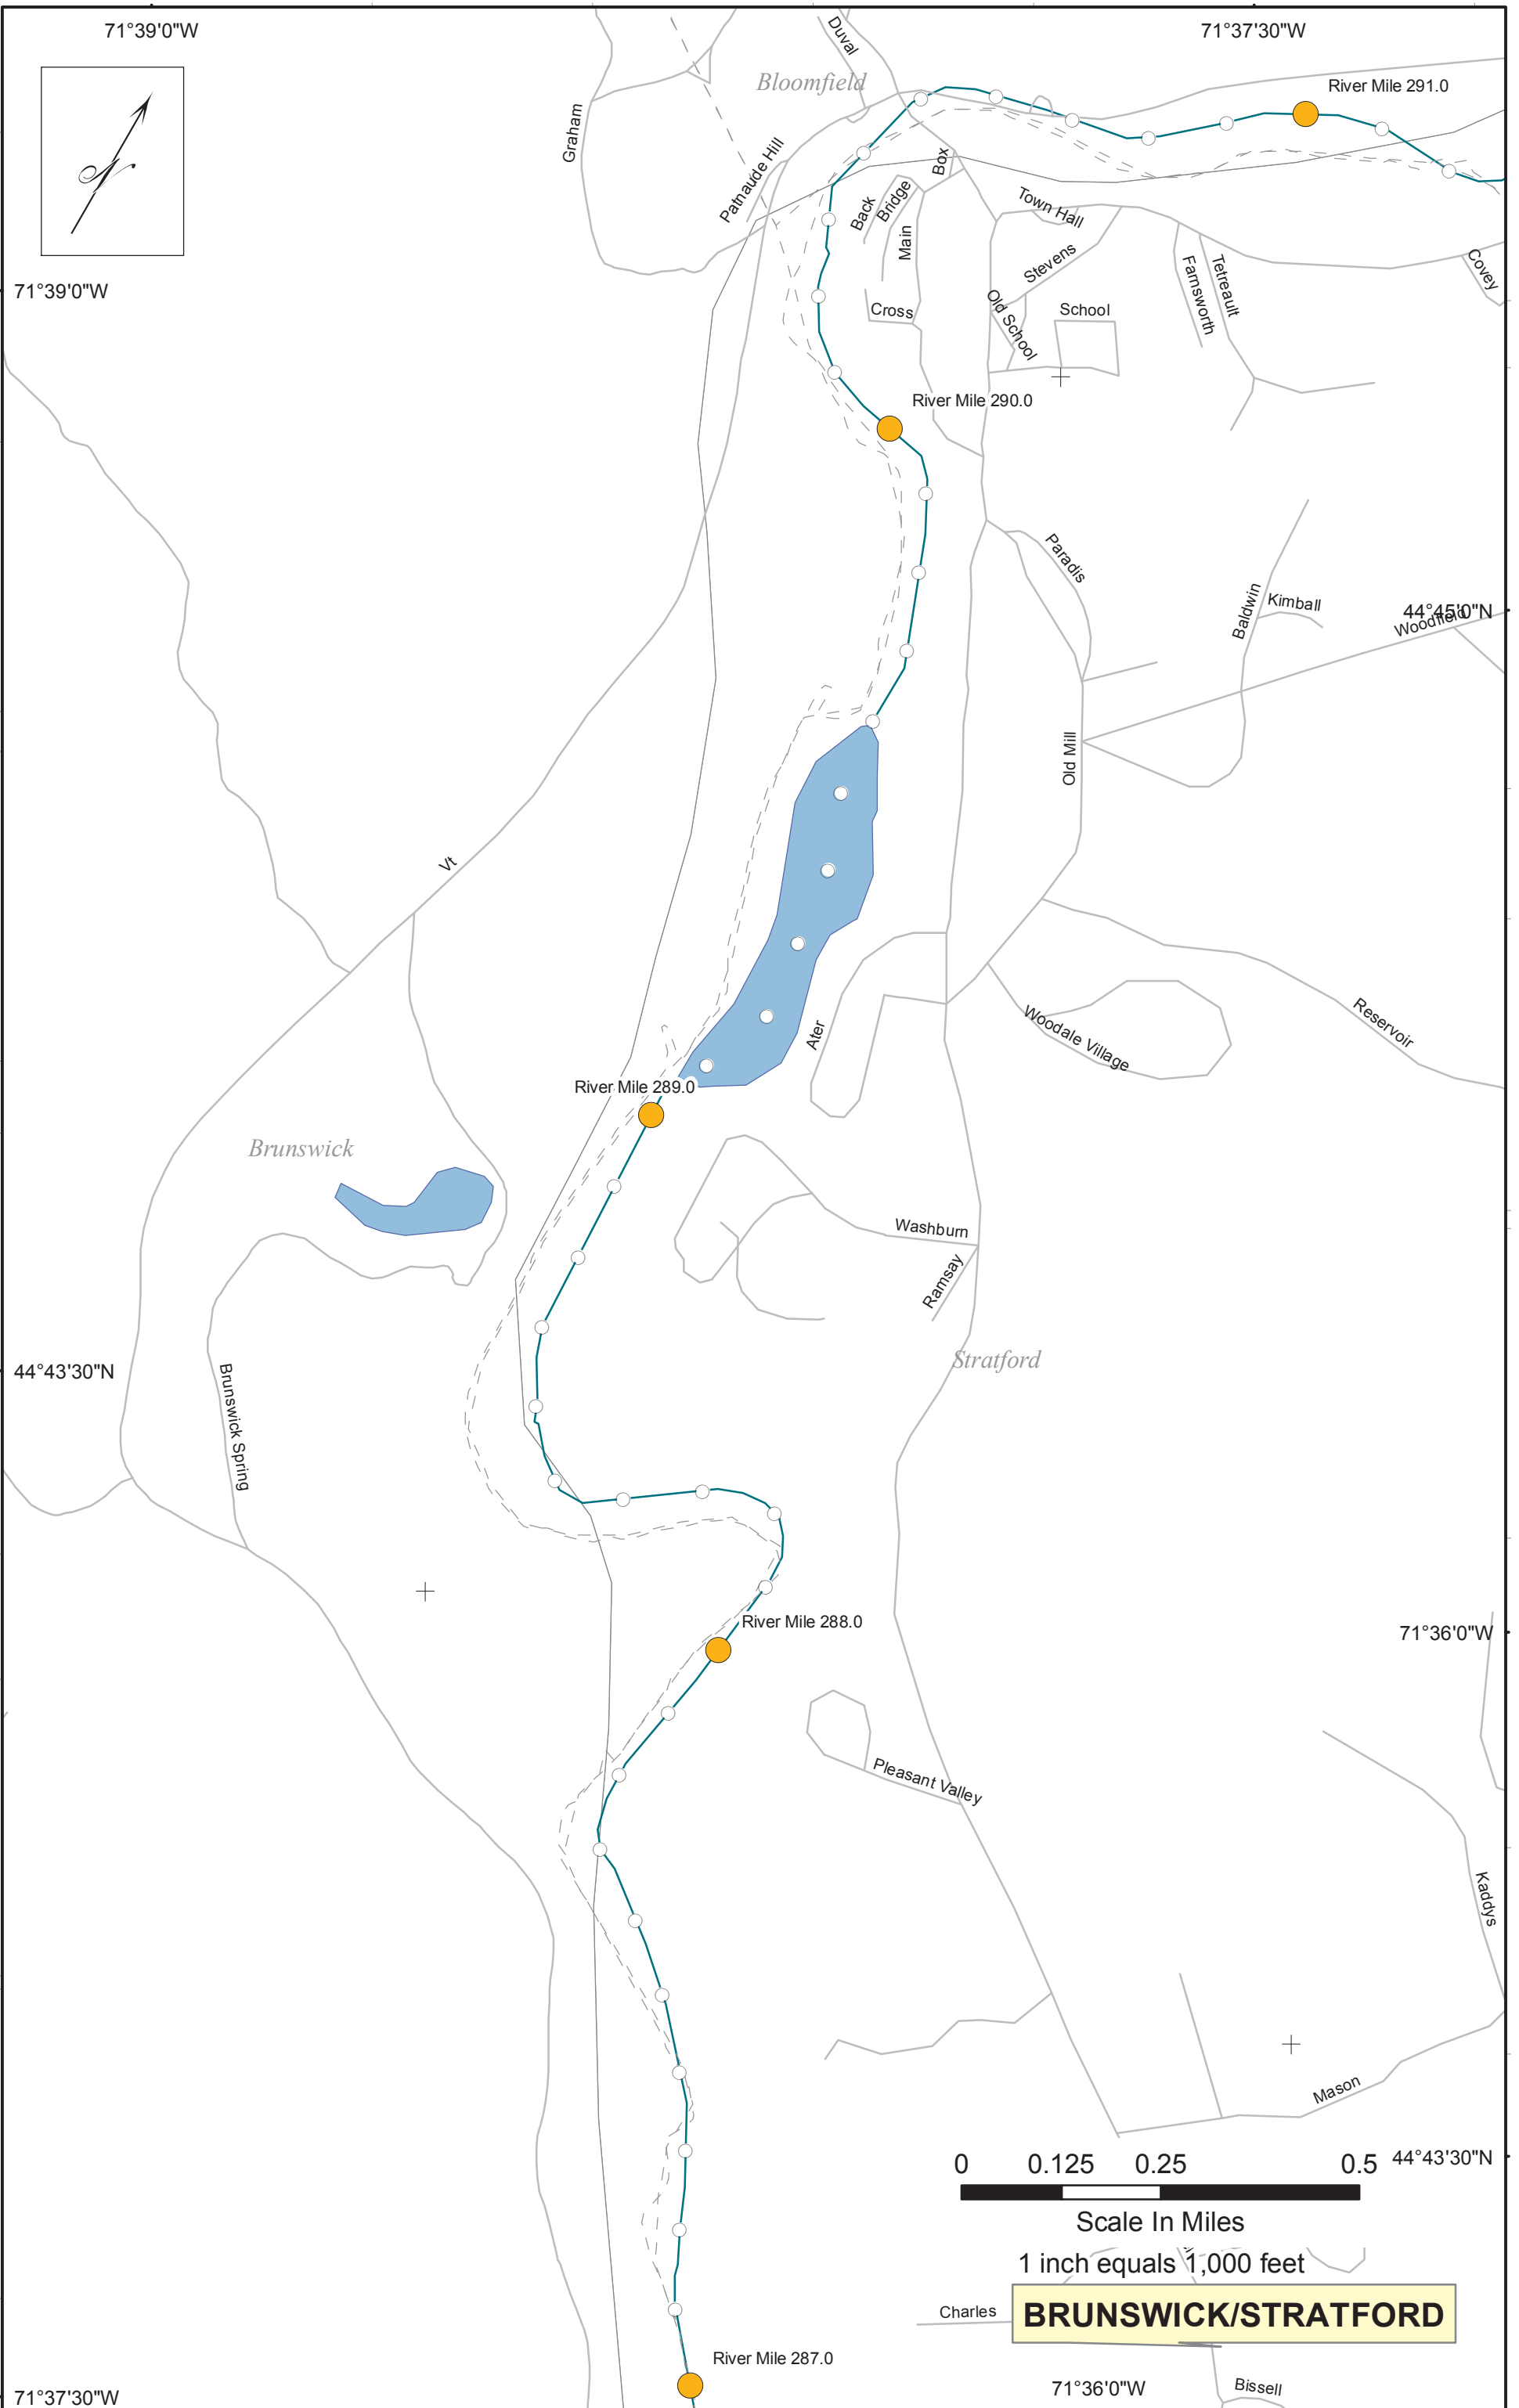 71°39'0"W
71°37'30"W
Duval
Bloomfield
River Mile 291.0
Graham
Patnaude Hill
Box
Back
Bridge
Main
Town Hall
Stevens
Farnsworth
Tetreault
Covey
71°39'0"W
Cross
Old School
School
River Mile 290.0
Paradis
Baldwin
Kimball
44°45'0"N
Woodfield
Old Mill
Vt
Ater
Woodale Village
Reservoir
River Mile 289.0
Brunswick
Washburn
Ramsay
Stratford
44°43'30"N
Brunswick Spring
River Mile 288.0
71°36'0"W
Pleasant Valley
Kaddys
Mason
0 0.125 0.25 0.5
44°43'30"N
Scale In Miles
1 inch equals 1,000 feet
Charles
BRUNSWICK/STRATFORD
River Mile 287.0
71°36'0"W
Bissell
71°37'30"W